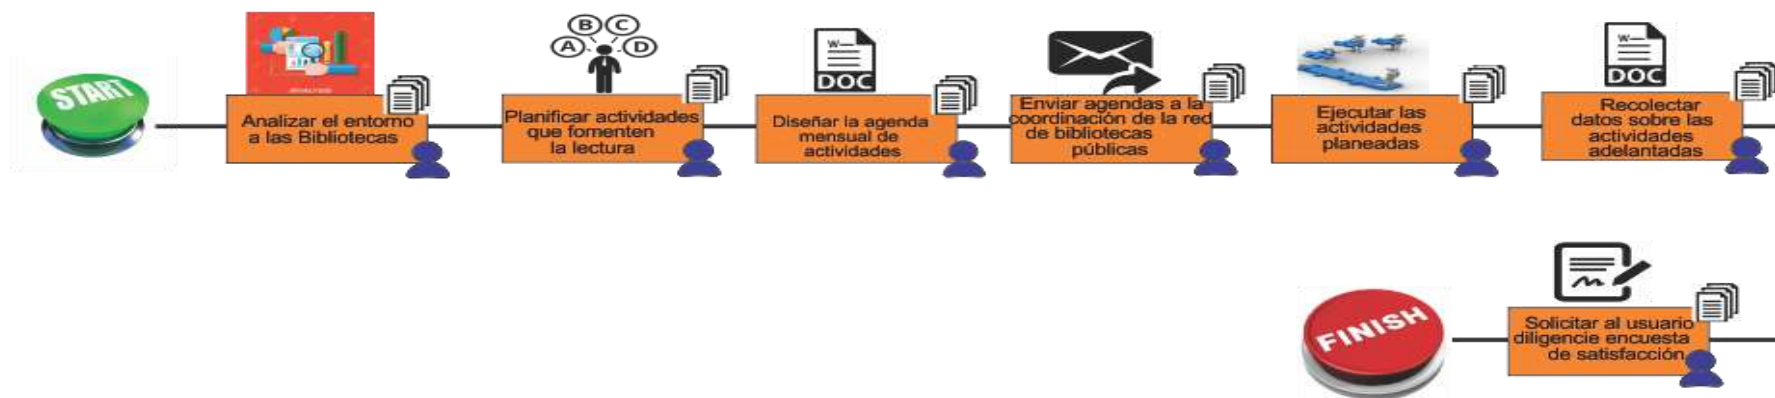 START
Analizar el entorno
a las Bibliotecas
A
B
C
D
Planificar actividades
que fomenten
la lectura
W
DOC
Diseñar la agenda
mensual de
actividades
Enviar agendas a la
coordinación de la red
de bibliotecas
públicas
Ejecutar las
actividades
planeadas
W
DOC
Recolectar
datos sobre las
actividades
adelantadas
FINISH
Solicitar al usuario
diligencie encuesta
de satisfacción